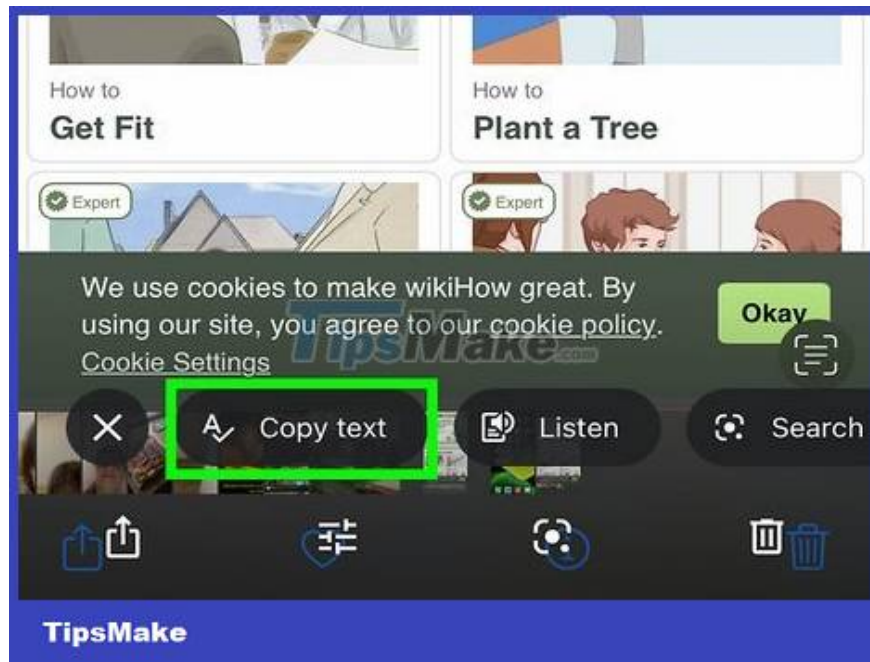 How to
Get Fit
How to
Plant a Tree
Expert
Expert
We use cookies to make wikiHow great. By
using our site, you agree to our cookie policy.
Cookie Settings
Okay
TipsMake.com
Copy text
Listen
Search
TipsMake